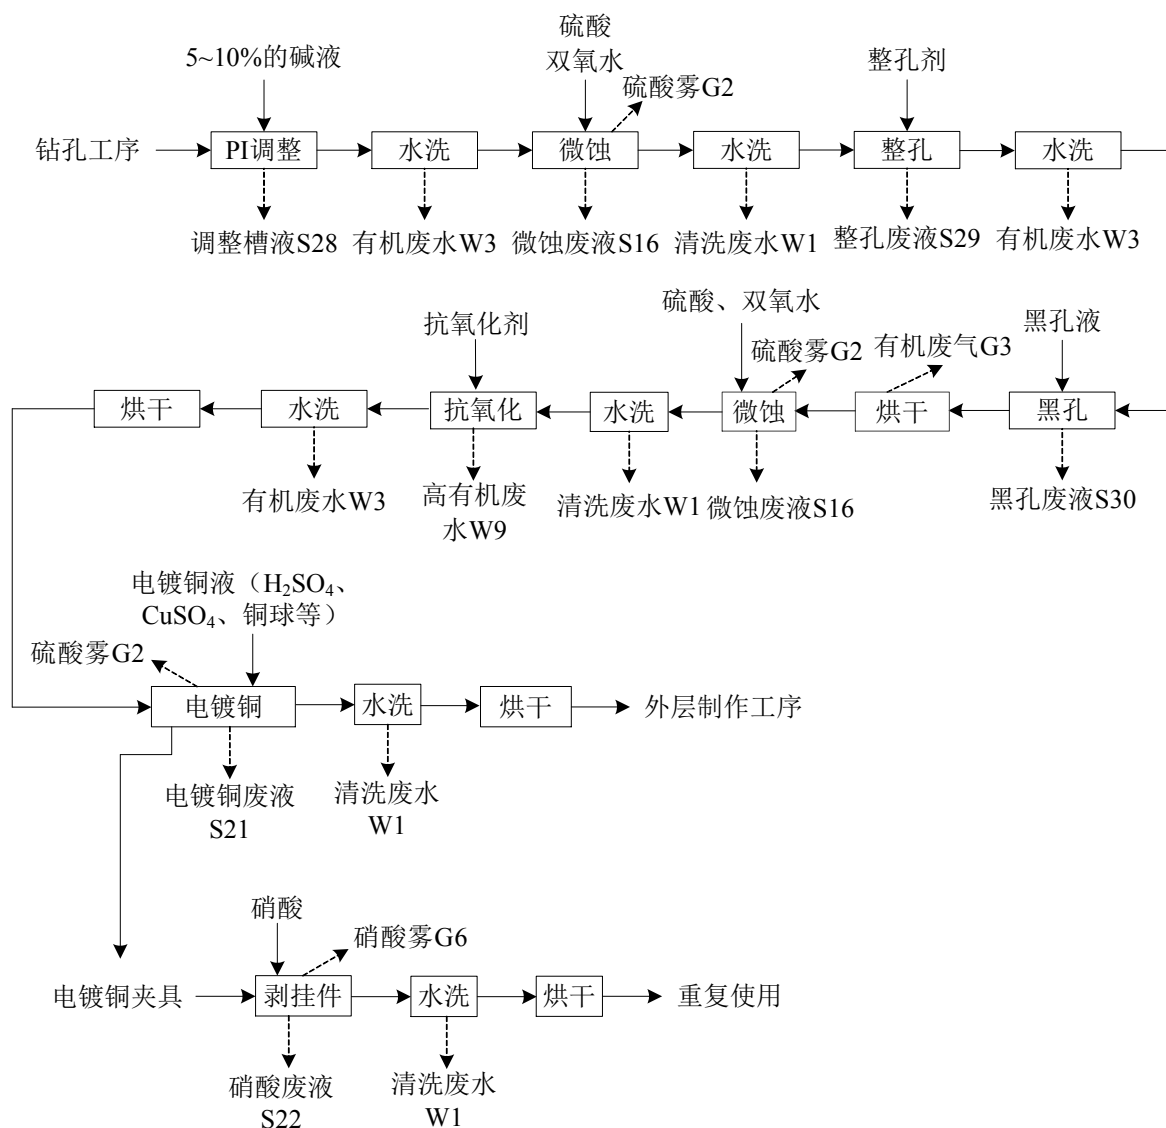 5~10%的碱液
硫酸
双氧水
硫酸雾G2
整孔剂
钻孔工序
PI调整
水洗
微蚀
水洗
整孔
水洗
调整槽液S28
有机废水W3
微蚀废液S16
清洗废水W1
整孔废液S29
有机废水W3
抗氧化剂
硫酸、双氧水
硫酸雾G2
有机废气G3
黑孔液
烘干
水洗
抗氧化
水洗
微蚀
烘干
黑孔
有机废水W3
高有机废
水W9
清洗废水W1
微蚀废液S16
黑孔废液S30
电镀铜液（H₂SO₄、
CuSO₄、铜球等）
硫酸雾G2
电镀铜
水洗
烘干
外层制作工序
电镀铜废液
S21
清洗废水
W1
硝酸
硝酸雾G6
电镀铜夹具
剥挂件
水洗
烘干
重复使用
硝酸废液
S22
清洗废水
W1